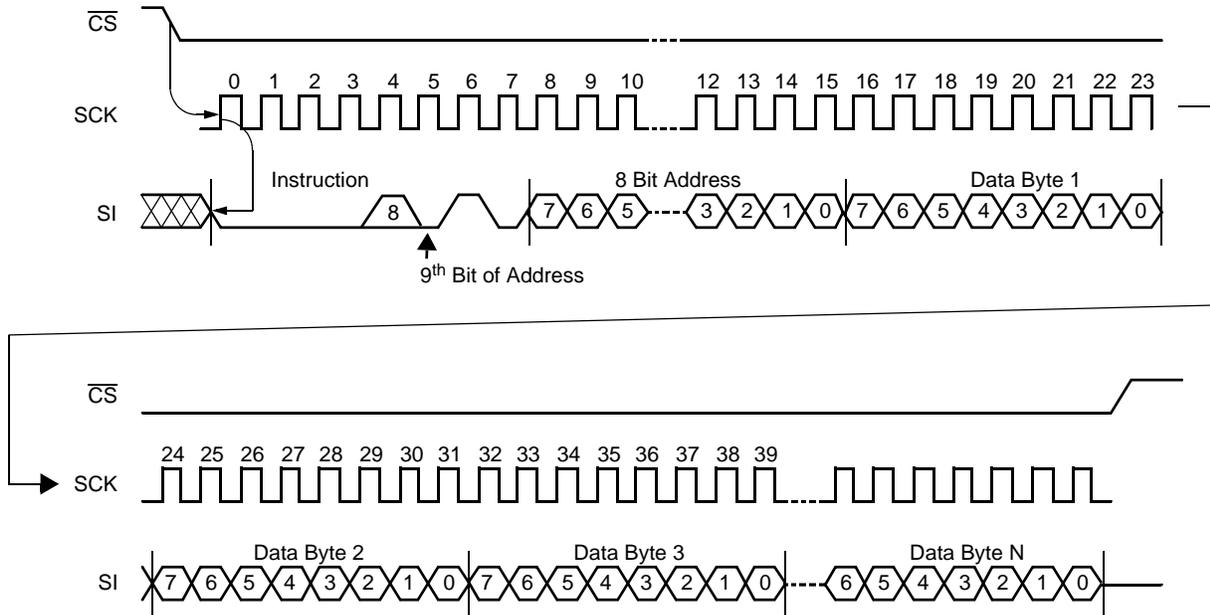 CS
0 1 2 3 4 5 6 7 8 9 10 12 13 14 15 16 17 18 19 20 21 22 23
SCK
Instruction 8 Bit Address Data Byte 1
SI 8 7 6 5 3 2 1 0 7 6 5 4 3 2 1 0
9th Bit of Address
CS
24 25 26 27 28 29 30 31 32 33 34 35 36 37 38 39
SCK
Data Byte 2 Data Byte 3 Data Byte N
SI 7 6 5 4 3 2 1 0 7 6 5 4 3 2 1 0 6 5 4 3 2 1 0